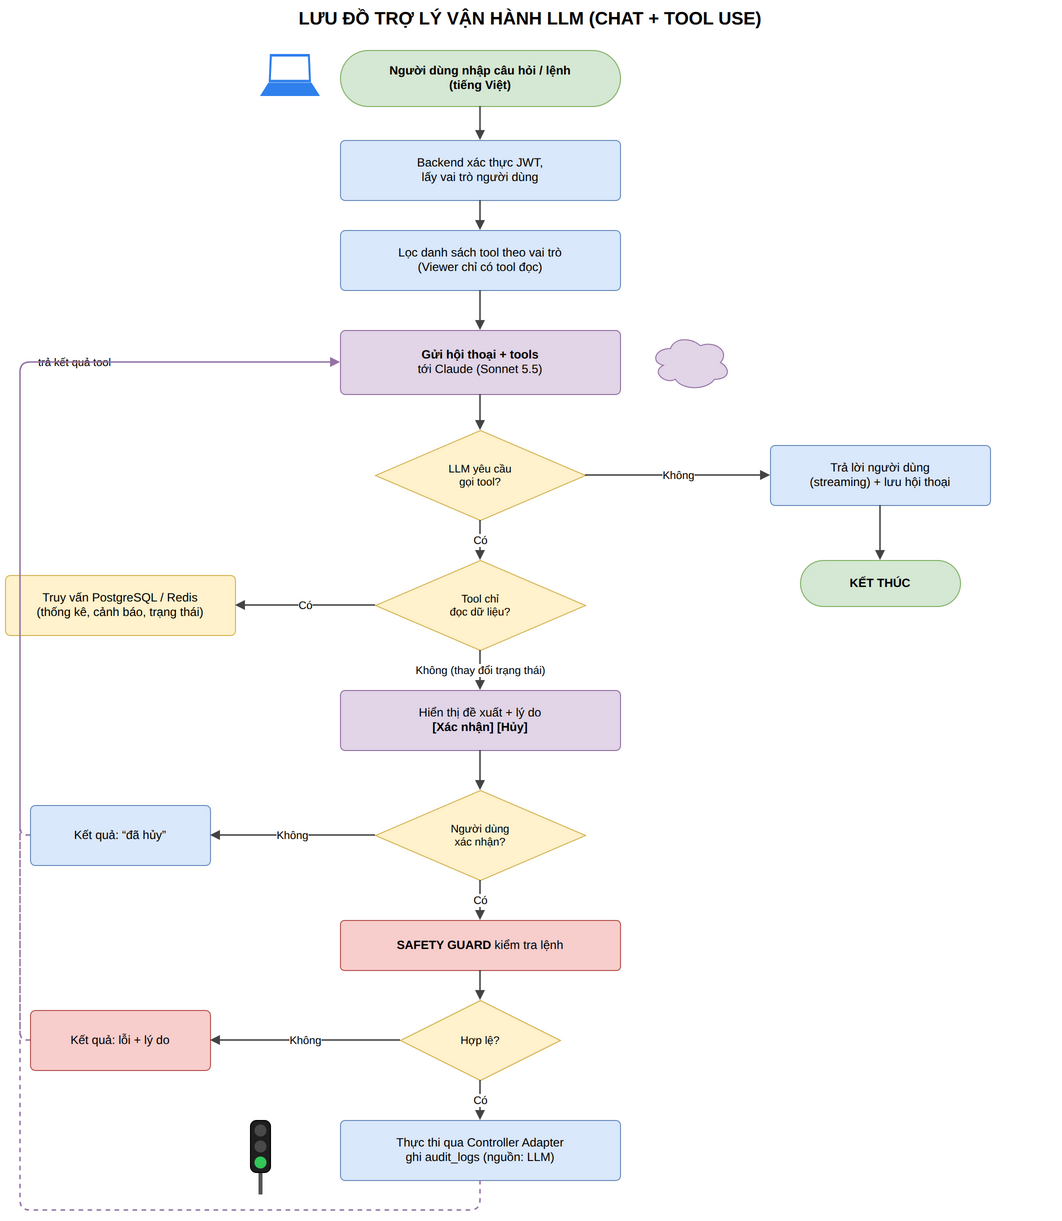 LƯU ĐỒ TRỢ LÝ VẬN HÀNH LLM (CHAT + TOOL USE)
Người dùng nhập câu hỏi / lệnh
(tiếng Việt)
Backend xác thực JWT,
lấy vai trò người dùng
Lọc danh sách tool theo vai trò
(Viewer chỉ có tool đọc)
trả kết quả tool
Gửi hội thoại + tools
tới Claude (Sonnet 5.5)
LLM yêu cầu
gọi tool?
Không
Trả lời người dùng
(streaming) + lưu hội thoại
Có
KẾT THÚC
Truy vấn PostgreSQL / Redis
(thống kê, cảnh báo, trạng thái)
Có
Tool chỉ
đọc dữ liệu?
Không (thay đổi trạng thái)
Hiển thị đề xuất + lý do
[Xác nhận] [Hủy]
Kết quả: “đã hủy”
Không
Người dùng
xác nhận?
Có
SAFETY GUARD kiểm tra lệnh
Kết quả: lỗi + lý do
Không
Hợp lệ?
Có
Thực thi qua Controller Adapter
ghi audit_logs (nguồn: LLM)